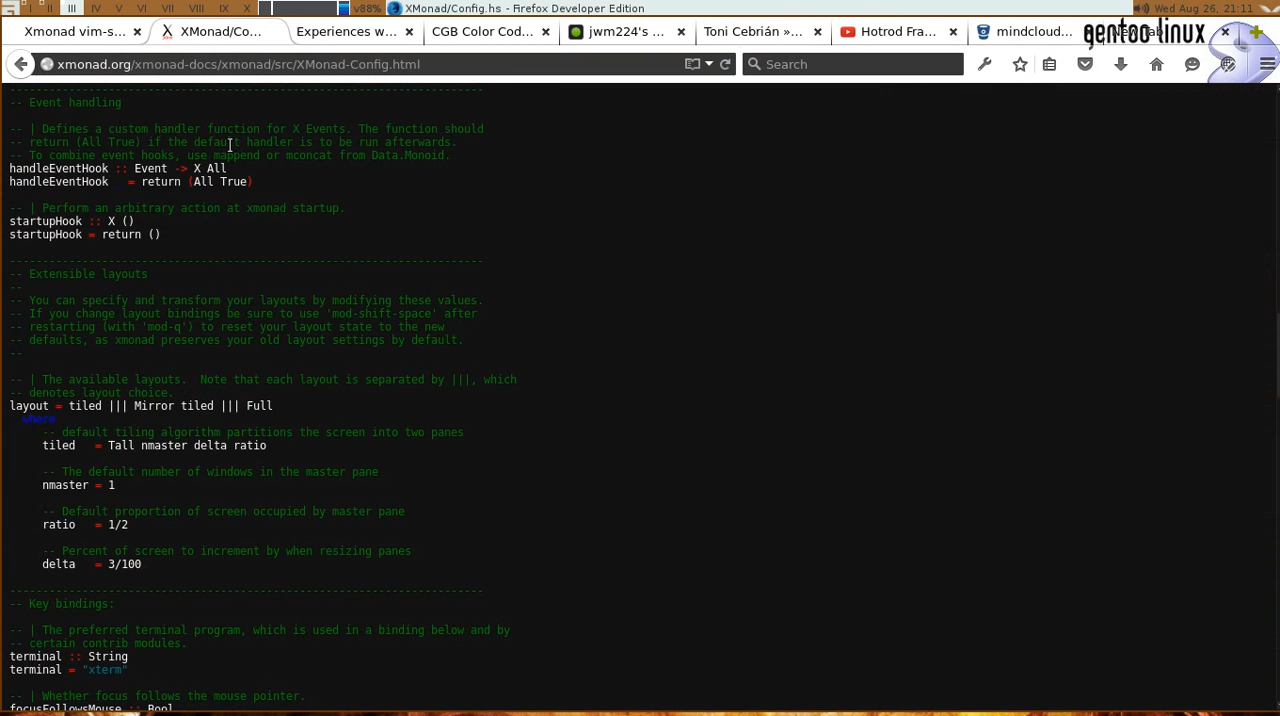 II III IV V VI VII VIII IX X v88% XMonad/Config.hs - Firefox Developer Edition Wed Aug 26, 21:11
Xmonad vim-s... XMonad/Co... Experiences w... CGB Color Cod... jwm224's ... Toni Cebrián »... Hotrod Fra... mindcloud... New Tab
gentoo linux
xmonad.org/xmonad-docs/xmonad/src/XMonad-Config.html Search
------------------------------------------------------------------------
-- Event handling
-- | Defines a custom handler function for X Events. The function should
-- return (All True) if the default handler is to be run afterwards.
-- To combine event hooks, use mappend or mconcat from Data.Monoid.
handleEventHook :: Event -> X All
handleEventHook = return (All True)
-- | Perform an arbitrary action at xmonad startup.
startupHook :: X ()
startupHook = return ()
------------------------------------------------------------------------
-- Extensible layouts
--
-- You can specify and transform your layouts by modifying these values.
-- If you change layout bindings be sure to use 'mod-shift-space' after
-- restarting (with 'mod-q') to reset your layout state to the new
-- defaults, as xmonad preserves your old layout settings by default.
--
-- | The available layouts.  Note that each layout is separated by |||, which
-- denotes layout choice.
layout = tiled ||| Mirror tiled ||| Full
where
-- default tiling algorithm partitions the screen into two panes
tiled   = Tall nmaster delta ratio
-- The default number of windows in the master pane
nmaster = 1
-- Default proportion of screen occupied by master pane
ratio   = 1/2
-- Percent of screen to increment by when resizing panes
delta   = 3/100
------------------------------------------------------------------------
-- Key bindings:
-- | The preferred terminal program, which is used in a binding below and by
-- certain contrib modules.
terminal :: String
terminal = "xterm"
-- | Whether focus follows the mouse pointer.
focusFollowsMouse :: Bool